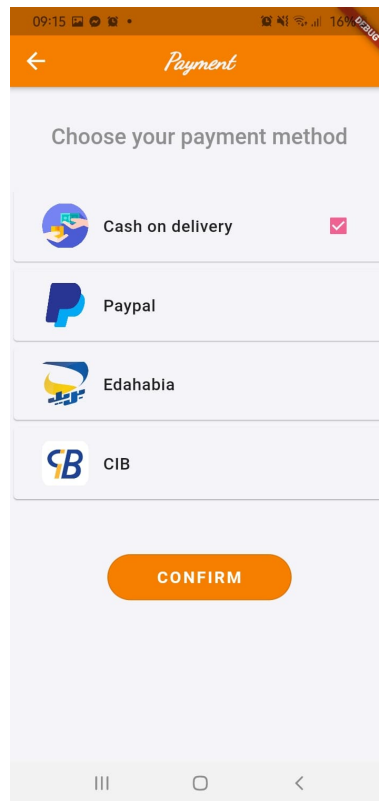 09:15 16%
DEBUG
Payment
Choose your payment method
Cash on delivery
Paypal
Edahabia
CIB
CONFIRM